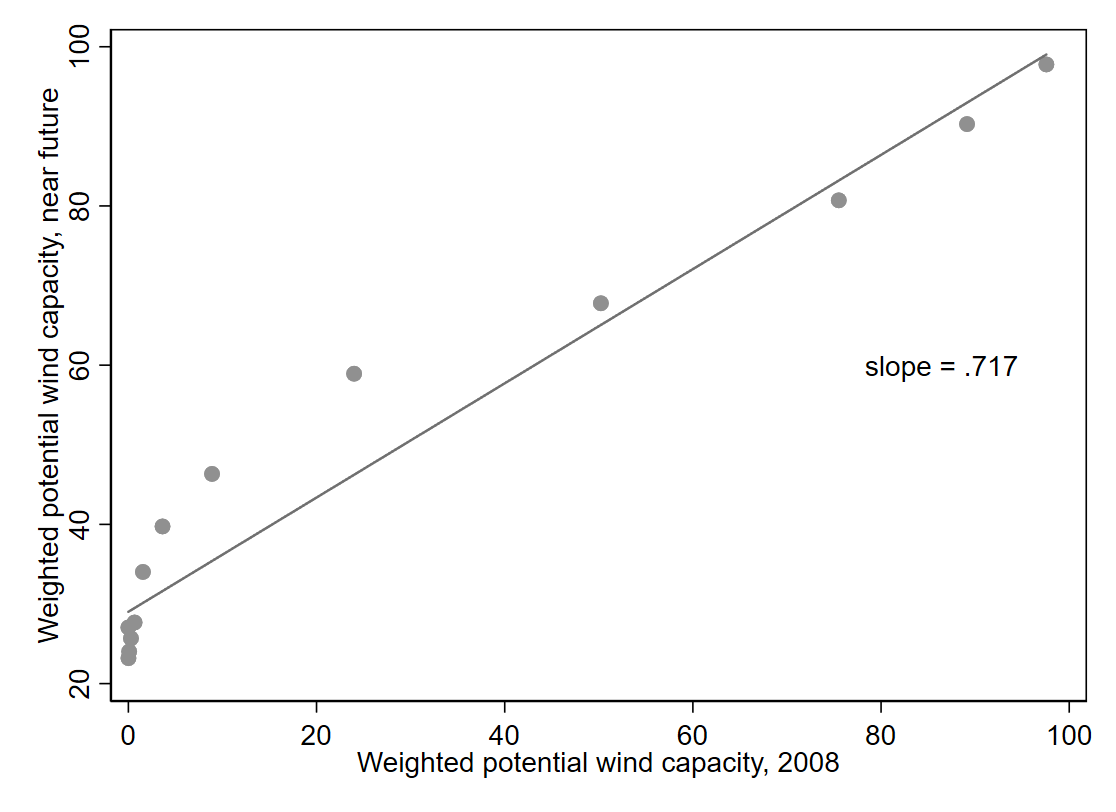 Weighted potential wind capacity, near future
100
80
60
40
20
slope = .717
0 20 40 60 80 100
Weighted potential wind capacity, 2008